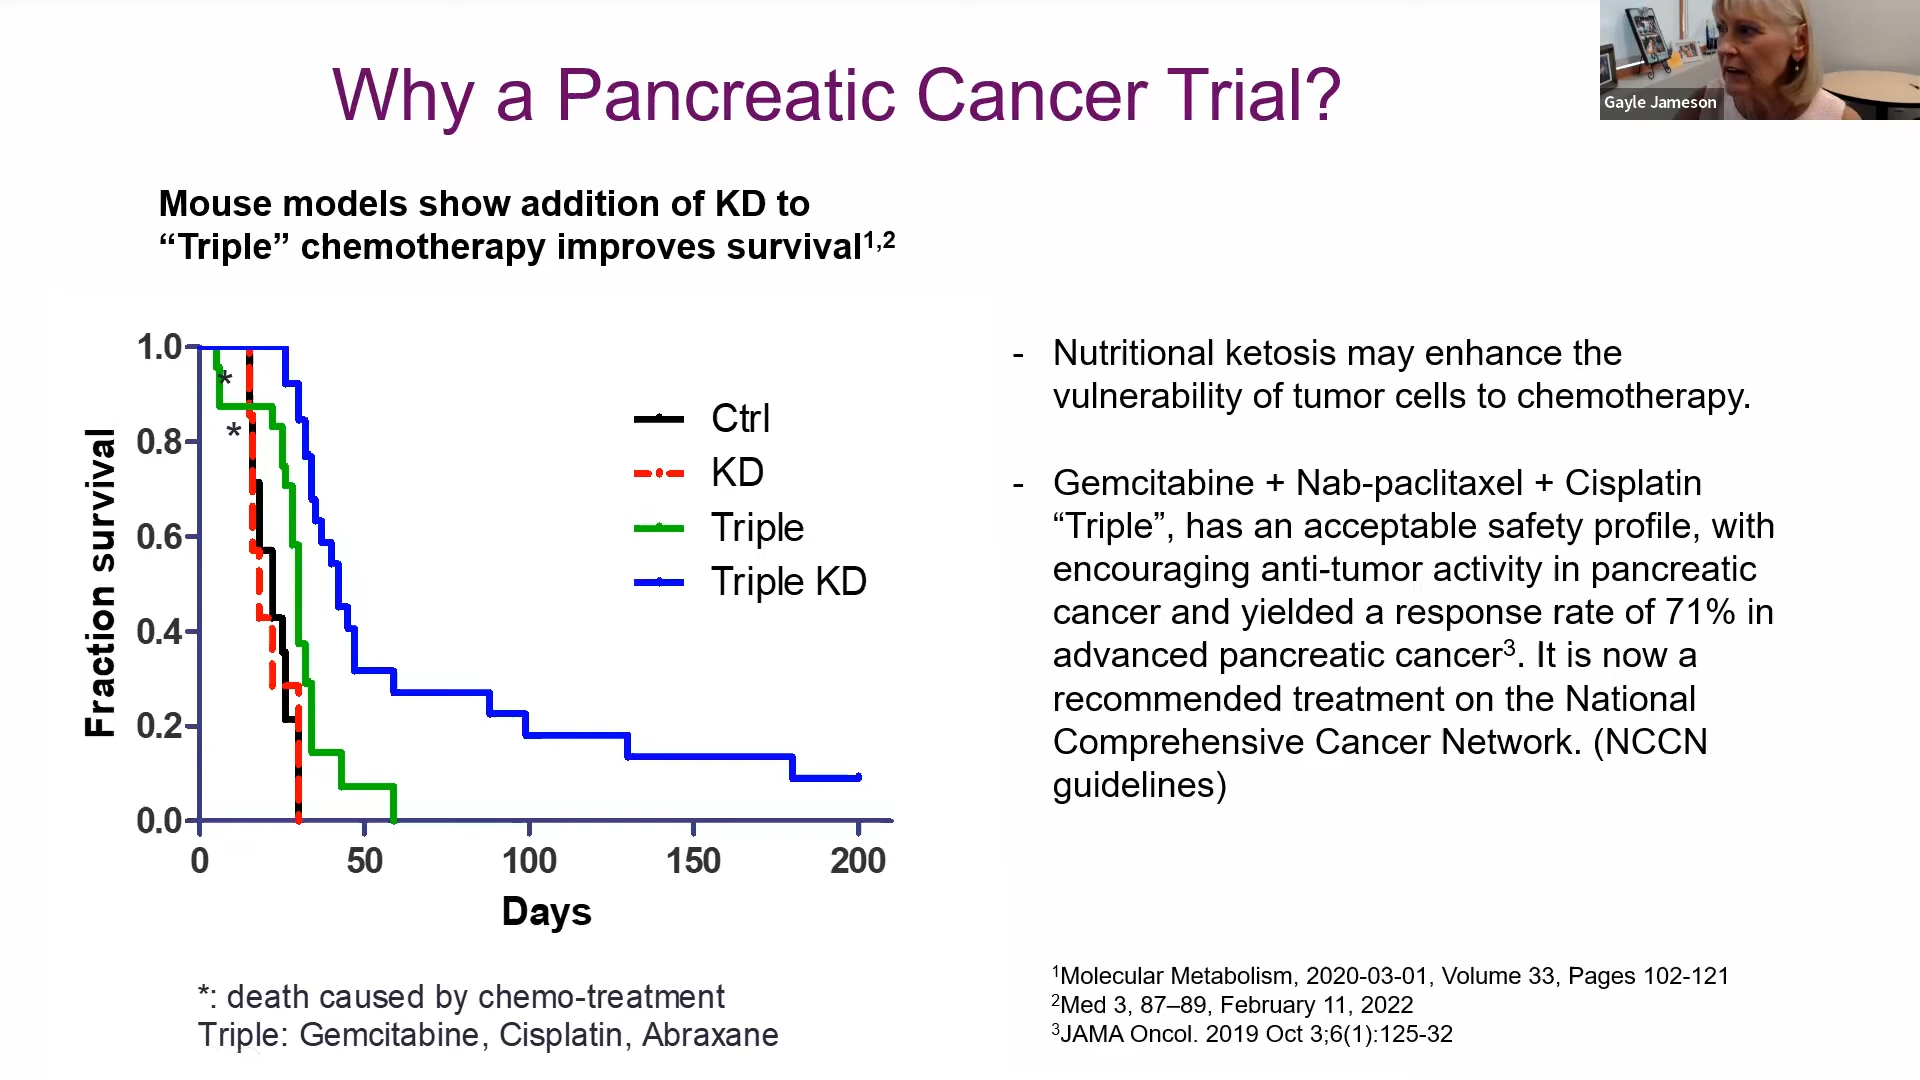 Why a Pancreatic Cancer Trial?
Gayle Jameson
Mouse models show addition of KD to
“Triple” chemotherapy improves survival1,2
Fraction survival
1.0
0.8
0.6
0.4
0.2
0.0
*
*
Ctrl
KD
Triple
Triple KD
0 50 100 150 200
Days
*: death caused by chemo-treatment
Triple: Gemcitabine, Cisplatin, Abraxane
- Nutritional ketosis may enhance the
vulnerability of tumor cells to chemotherapy.
- Gemcitabine + Nab-paclitaxel + Cisplatin
“Triple”, has an acceptable safety profile, with
encouraging anti-tumor activity in pancreatic
cancer and yielded a response rate of 71% in
advanced pancreatic cancer3. It is now a
recommended treatment on the National
Comprehensive Cancer Network. (NCCN
guidelines)
1Molecular Metabolism, 2020-03-01, Volume 33, Pages 102-121
2Med 3, 87–89, February 11, 2022
3JAMA Oncol. 2019 Oct 3;6(1):125-32